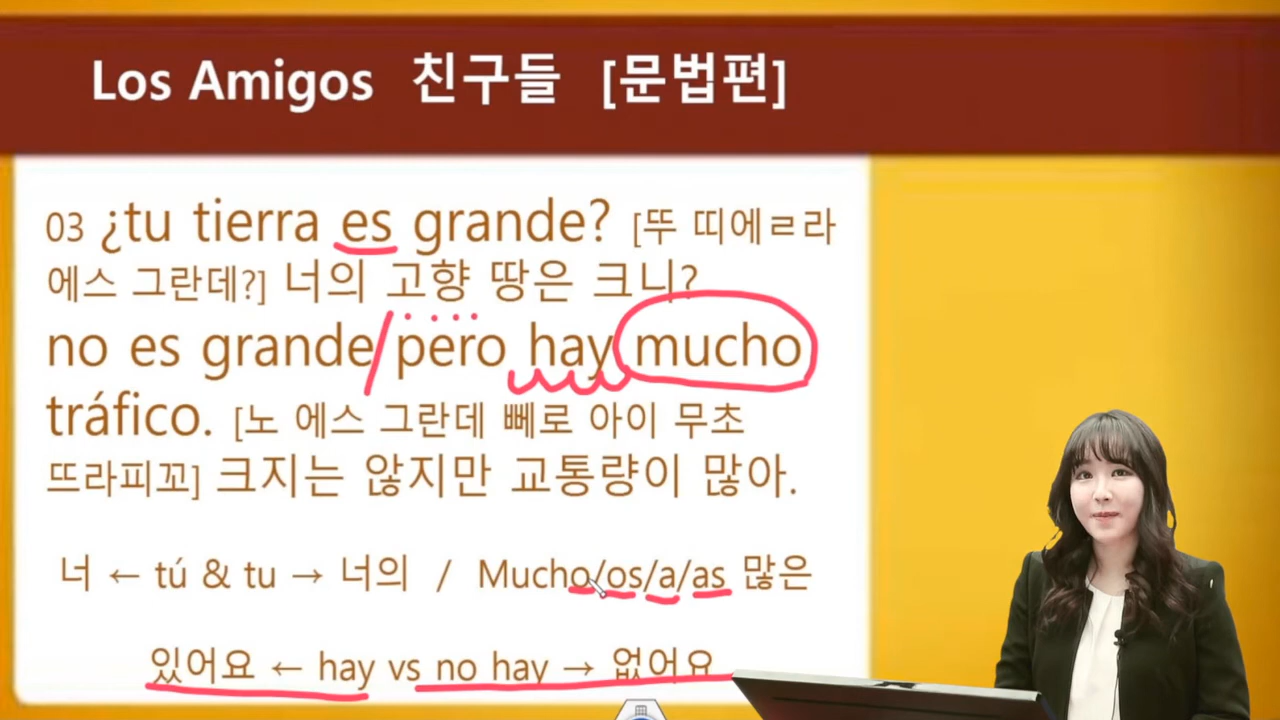 Los Amigos 친구들 [문법편]
03 ¿tu tierra es grande? [뚜 띠에ㄹ라
에스 그란데?] 너의 고향 땅은 크니?
no es grande pero hay mucho
tráfico. [노 에스 그란데 뻬로 아이 무초
뜨라피꼬] 크지는 않지만 교통량이 많아.
너 ← tú & tu → 너의 / Mucho/os/a/as 많은
있어요 ← hay vs no hay → 없어요